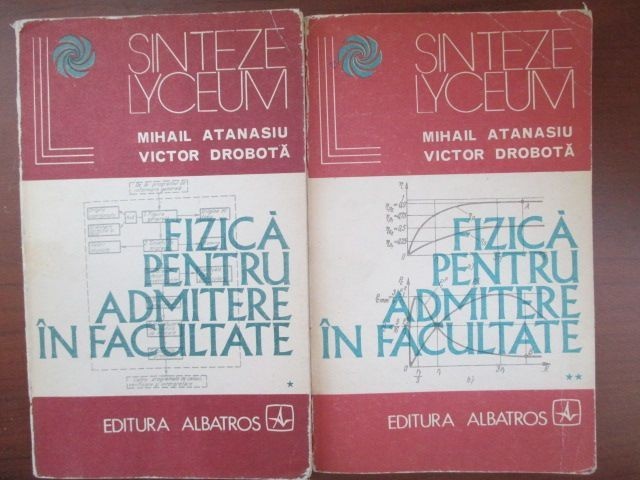 SINTEZE
LYCEUM
MIHAIL ATANASIU
VICTOR DROBOTĂ
FIZICĂ
PENTRU
ADMITERE
ÎN FACULTATE
*
EDITURA ALBATROS
SINTEZE
LYCEUM
MIHAIL ATANASIU
VICTOR DROBOTĂ
FIZICĂ
PENTRU
ADMITERE
ÎN FACULTATE
**
EDITURA ALBATROS